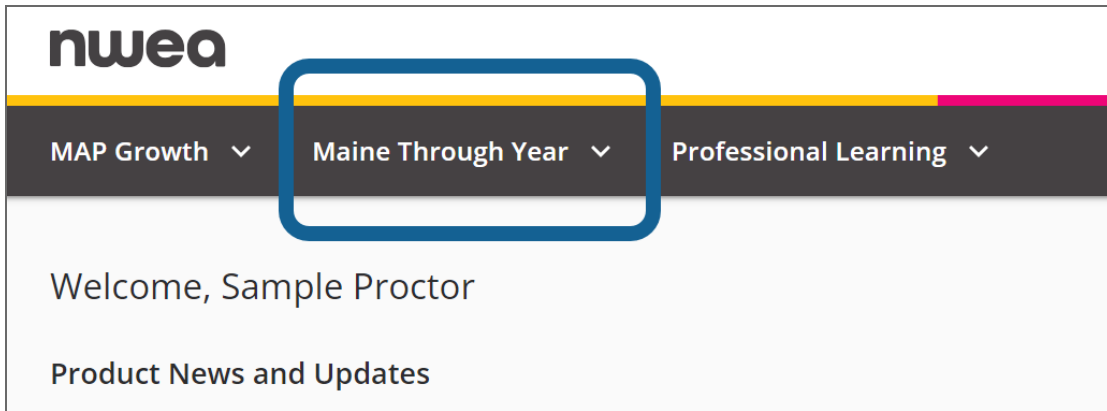 nwea
MAP Growth Maine Through Year Professional Learning
Welcome, Sample Proctor
Product News and Updates